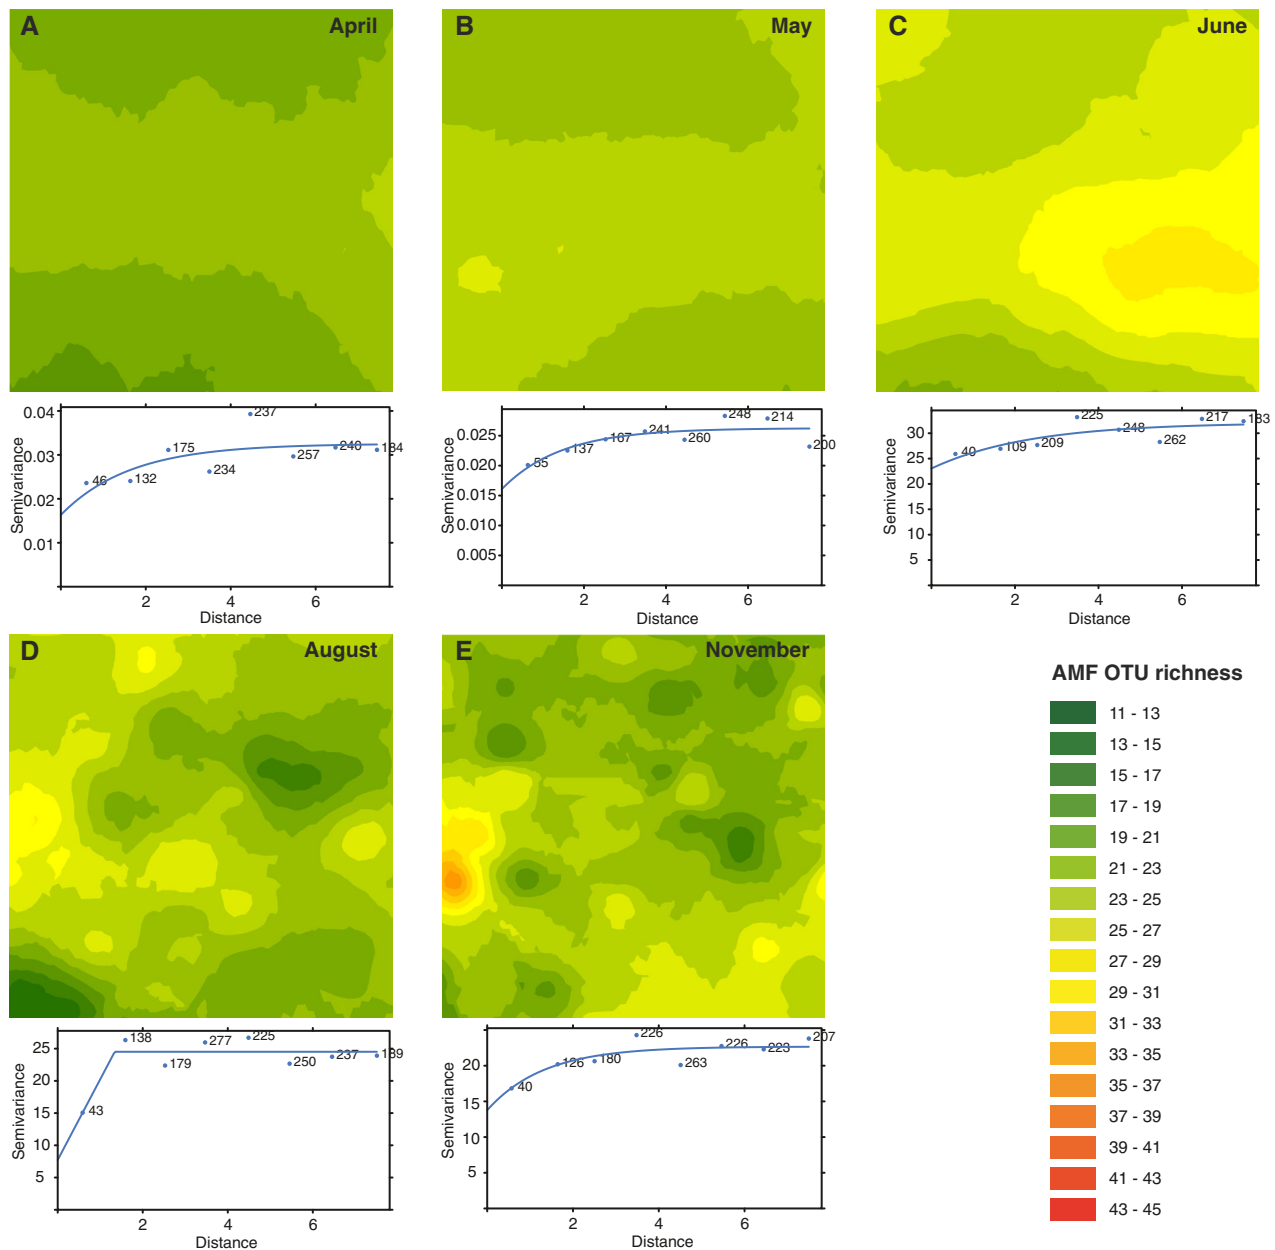 A April
B May
C June
0.04
0.03
0.02
0.01
Semivariance
46
132
175
234
237
257
240
184
2 4 6
Distance
0.025
0.020
0.015
0.010
0.005
Semivariance
55
137
187
241
260
248
214
200
2 4 6
Distance
30
25
20
15
10
5
Semivariance
40
109
209
225
248
262
217
183
2 4 6
Distance
D August
E November
25
20
15
10
5
Semivariance
43
138
179
277
225
250
237
189
2 4 6
Distance
20
15
10
5
Semivariance
40
126
180
226
263
226
223
207
2 4 6
Distance
AMF OTU richness
11 - 13
13 - 15
15 - 17
17 - 19
19 - 21
21 - 23
23 - 25
25 - 27
27 - 29
29 - 31
31 - 33
33 - 35
35 - 37
37 - 39
39 - 41
41 - 43
43 - 45